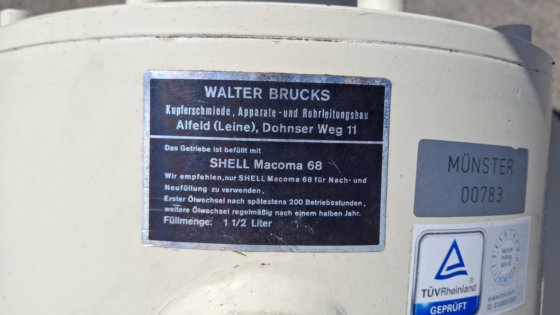 WALTER BRUCKS
Kupferschmiede, Apparate- und Rohrleitungsbau
Alfeld (Leine), Dohnser Weg 11
Das Getriebe ist befüllt mit
SHELL Macoma 68
Wir empfehlen, nur SHELL Macoma 68 für Nach- und
Neufüllung zu verwenden.
Erster Ölwechsel nach spätestens 200 Betriebsstunden,
weitere Ölwechsel regelmäßig nach einem halben Jahr.
Füllmenge: 1 1/2 Liter
MÜNSTER
00783
TÜVRheinland
GEPRÜFT